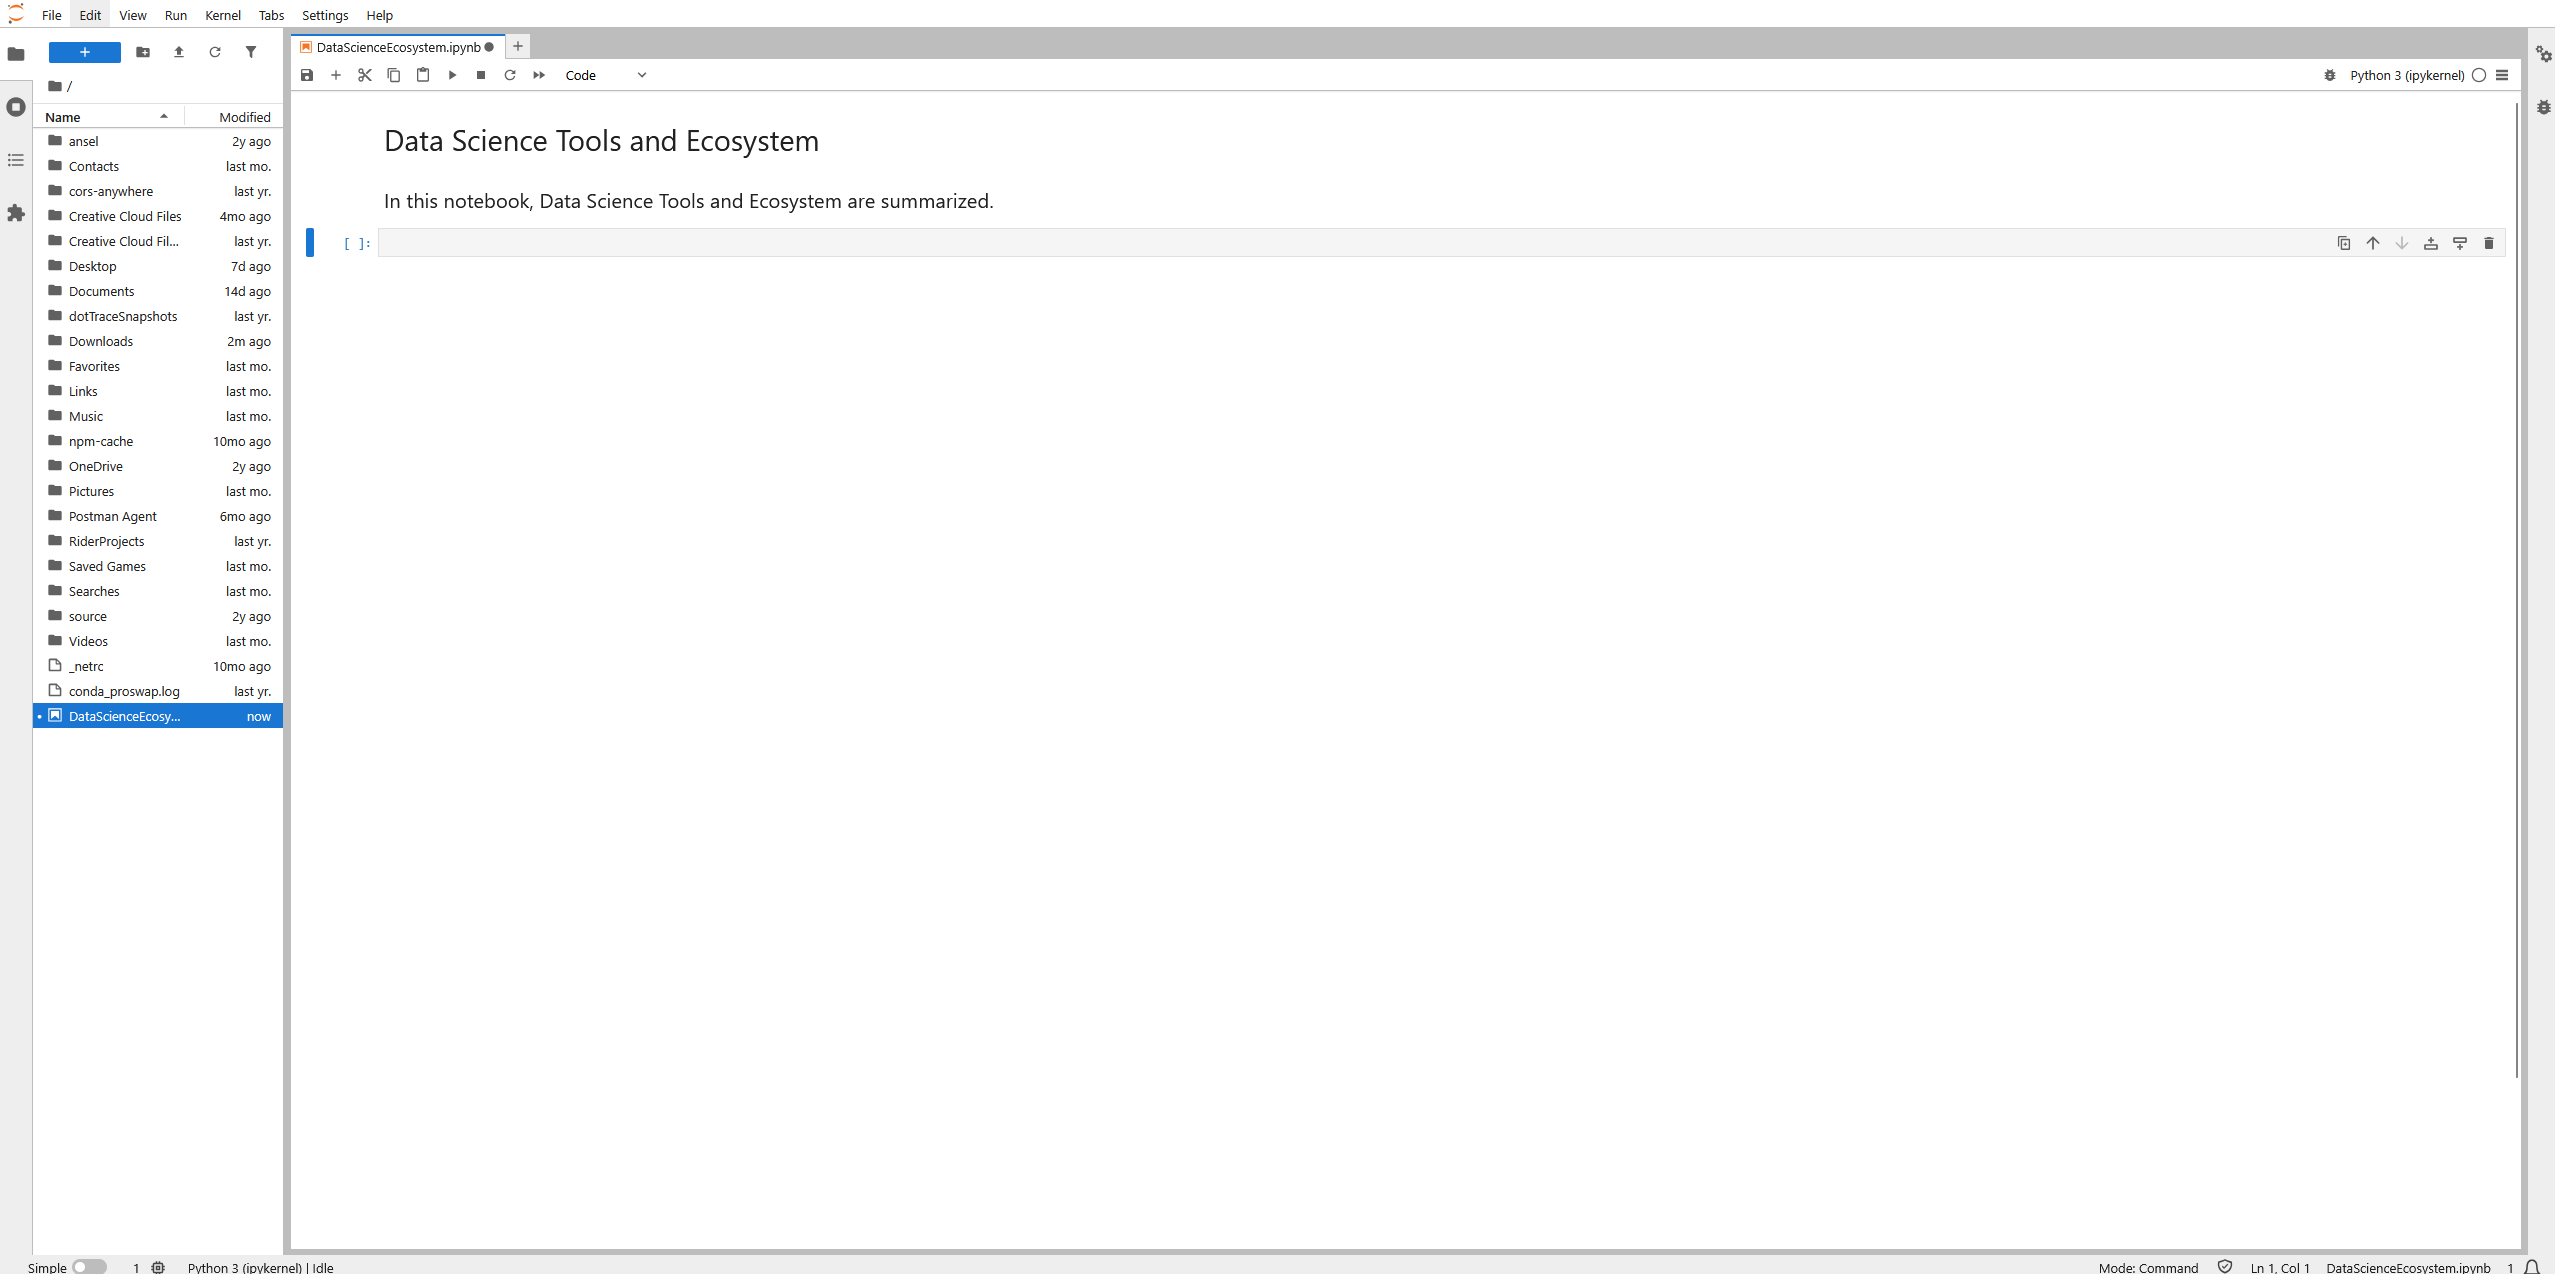 File Edit View Run Kernel Tabs Settings Help
DataScienceEcosystem.ipynb
Code
Python 3 (ipykernel)
/
Name Modified
ansel 2y ago
Contacts last mo.
cors-anywhere last yr.
Creative Cloud Files 4mo ago
Creative Cloud Fil... last yr.
Desktop 7d ago
Documents 14d ago
dotTraceSnapshots last yr.
Downloads 2m ago
Favorites last mo.
Links last mo.
Music last mo.
npm-cache 10mo ago
OneDrive 2y ago
Pictures last mo.
Postman Agent 6mo ago
RiderProjects last yr.
Saved Games last mo.
Searches last mo.
source 2y ago
Videos last mo.
_netrc 10mo ago
conda_proswap.log last yr.
DataScienceEcosy... now
Data Science Tools and Ecosystem
In this notebook, Data Science Tools and Ecosystem are summarized.
[ ]:
Simple 1 Python 3 (ipykernel) | Idle Mode: Command Ln 1, Col 1 DataScienceEcosystem.ipynb 1